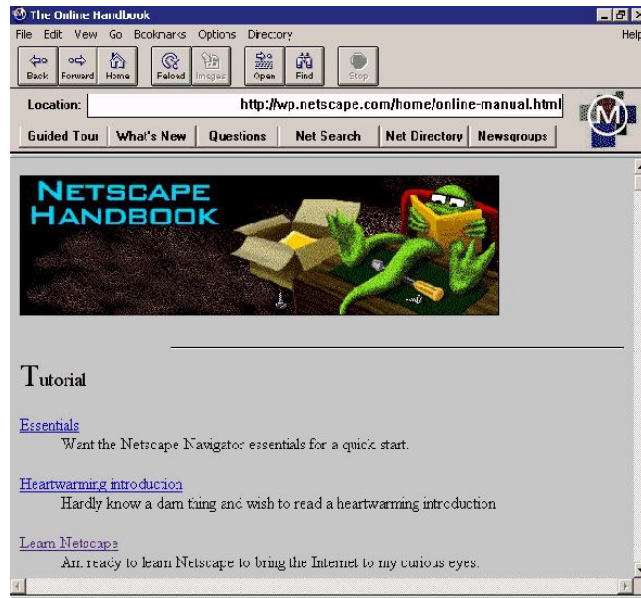 The Online Handbook
File Edit View Go Bookmarks Options Directory Help
Back Forward Home Reload Images Open Find Stop
Location: http://wp.netscape.com/home/online-manual.html
Guided Tour What's New Questions Net Search Net Directory Newsgroups
M
NETSCAPE
HANDBOOK
Tutorial
Essentials
Want the Netscape Navigator essentials for a quick start.
Heartwarming introduction
Hardly know a darn thing and wish to read a heartwarming introduction
Learn Netscape
Am ready to learn Netscape to bring the Internet to my curious eyes.